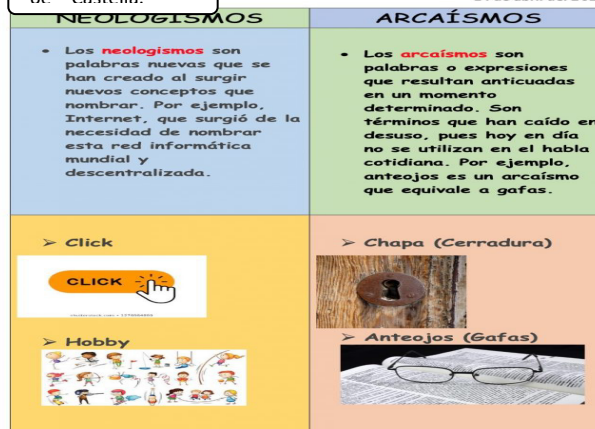 NEOLOGISMOS
• Los neologismos son
palabras nuevas que se
han creado al surgir
nuevos conceptos que
nombrar. Por ejemplo,
Internet, que surgió de la
necesidad de nombrar
esta red informática
mundial y
descentralizada.
ARCAÍSMOS
• Los arcaísmos son
palabras o expresiones
que resultan anticuadas
en un momento
determinado. Son
términos que han caído en
desuso, pues hoy en día
no se utilizan en el habla
cotidiana. Por ejemplo,
anteojos es un arcaísmo
que equivale a gafas.
➢ Click
CLICK
➢ Hobby
➢ Chapa (Cerradura)
➢ Anteojos (Gafas)